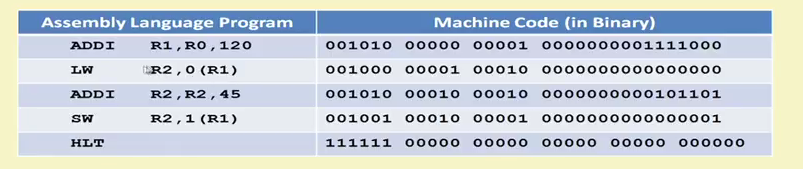 Assembly Language Program Machine Code (in Binary)
ADDI R1,R0,120 001010 00000 00001 0000000001111000
LW R2,0(R1) 001000 00001 00010 0000000000000000
ADDI R2,R2,45 001010 00010 00010 0000000000101101
SW R2,1(R1) 001001 00010 00001 0000000000000001
HLT 111111 00000 00000 00000 00000 000000